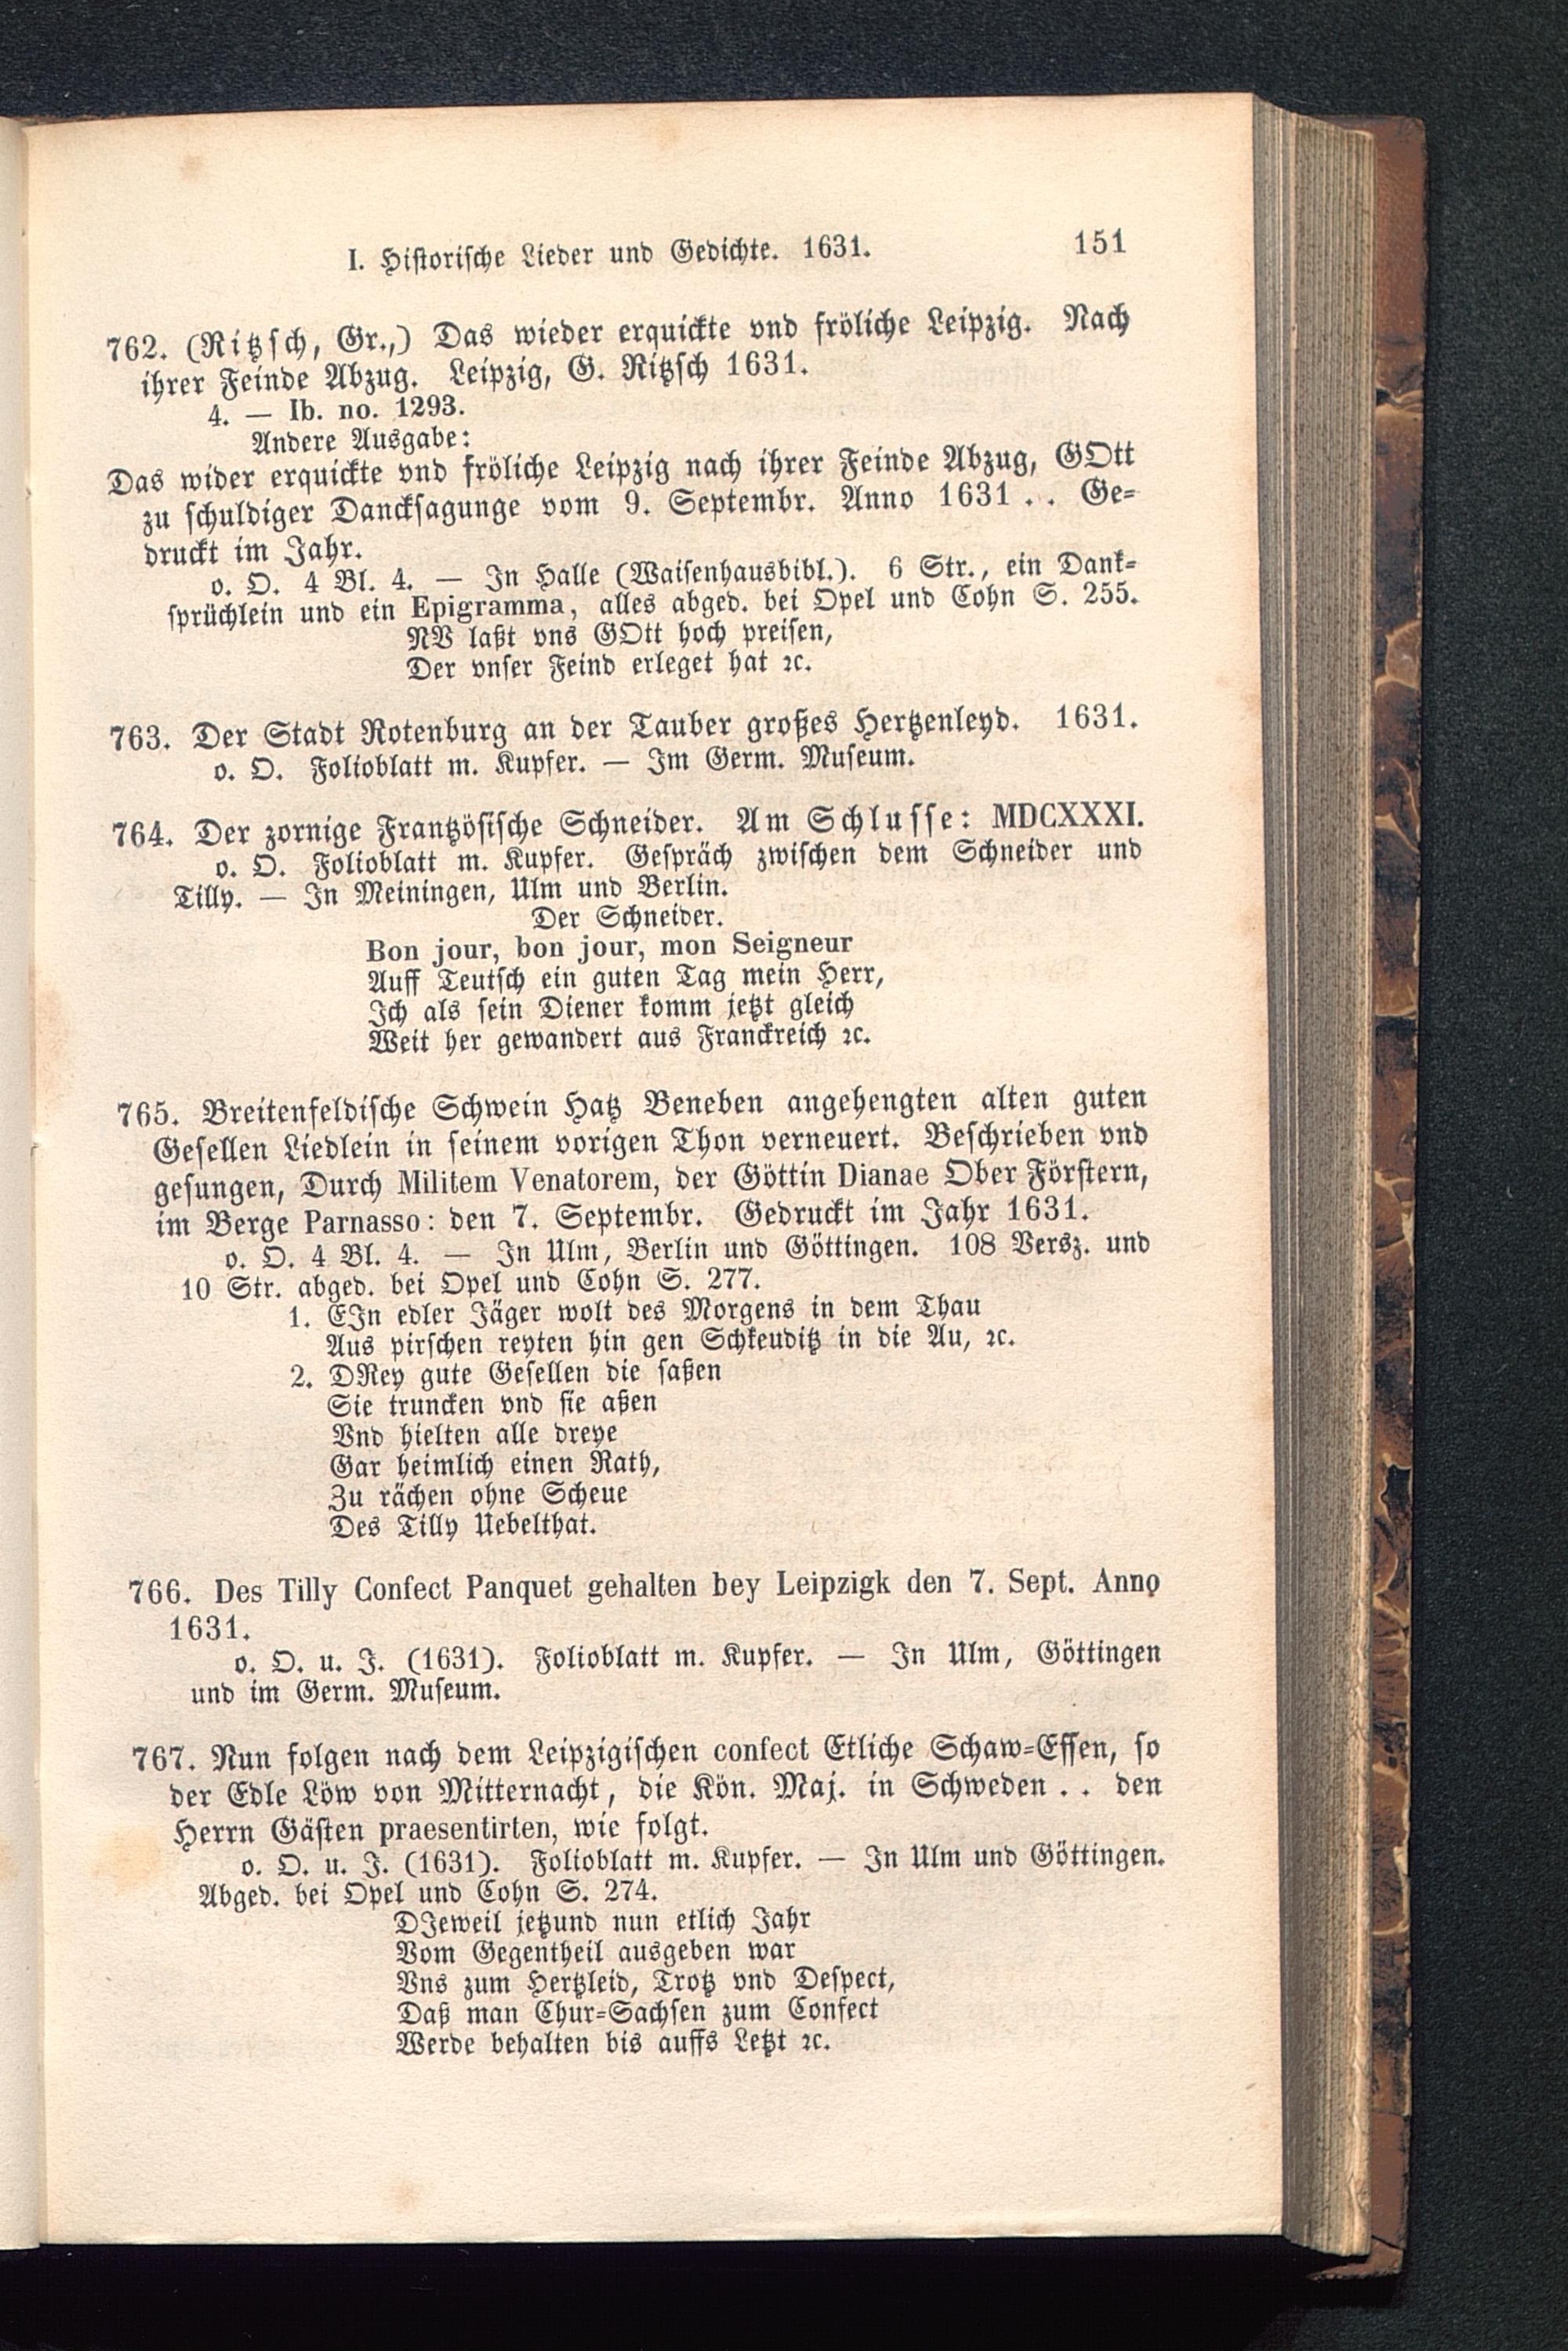 I. Historische Lieder und Gedichte. 1631. 151
762. (Ritzsch, Gr.,) Das wieder erquickte vnd fröliche Leipzig. Nach
ihrer Feinde Abzug. Leipzig, G. Ritzsch 1631.
4. — Ib. no. 1293.
Andere Ausgabe:
Das wider erquickte vnd fröliche Leipzig nach ihrer Feinde Abzug, GOtt
zu schuldiger Dancksagunge vom 9. Septembr. Anno 1631 . . Ge-
druckt im Jahr.
o. O. 4 Bl. 4. — In Halle (Waisenhausbibl.). 6 Str., ein Dank-
sprüchlein und ein Epigramma, alles abged. bei Opel und Cohn S. 255.
NV laßt vns GOtt hoch preisen,
Der vnser Feind erleget hat ꝛc.
763. Der Stadt Rotenburg an der Tauber großes Hertzenleyd. 1631.
o. O. Folioblatt m. Kupfer. — Im Germ. Museum.
764. Der zornige Frantzösische Schneider. Am Schlusse: MDCXXXI.
o. O. Folioblatt m. Kupfer. Gespräch zwischen dem Schneider und
Tilly. — In Meiningen, Ulm und Berlin.
Der Schneider.
Bon jour, bon jour, mon Seigneur
Auff Teutsch ein guten Tag mein Herr,
Ich als sein Diener komm jetzt gleich
Weit her gewandert aus Franckreich ꝛc.
765. Breitenfeldische Schwein Hatz Beneben angehengten alten guten
Gesellen Liedlein in seinem vorigen Thon verneuert. Beschrieben vnd
gesungen, Durch Militem Venatorem, der Göttin Dianae Ober Förstern,
im Berge Parnasso: den 7. Septembr. Gedruckt im Jahr 1631.
o. O. 4 Bl. 4. — In Ulm, Berlin und Göttingen. 108 Versz. und
10 Str. abged. bei Opel und Cohn S. 277.
1. EIn edler Jäger wolt des Morgens in dem Thau
Aus pirschen reyten hin gen Schkeuditz in die Au, ꝛc.
2. DRey gute Gesellen die saßen
Sie truncken vnd sie aßen
Vnd hielten alle dreye
Gar heimlich einen Rath,
Zu rächen ohne Scheue
Des Tilly Uebelthat.
766. Des Tilly Confect Panquet gehalten bey Leipzigk den 7. Sept. Anno
1631.
o. O. u. J. (1631). Folioblatt m. Kupfer. — In Ulm, Göttingen
und im Germ. Museum.
767. Nun folgen nach dem Leipzigischen confect Etliche Schaw-Essen, so
der Edle Löw von Mitternacht, die Kön. Maj. in Schweden . . den
Herrn Gästen praesentirten, wie folgt.
o. O. u. J. (1631). Folioblatt m. Kupfer. — In Ulm und Göttingen.
Abged. bei Opel und Cohn S. 274.
DJeweil jetzund nun etlich Jahr
Vom Gegentheil ausgeben war
Vns zum Hertzleid, Trotz vnd Despect,
Daß man Chur-Sachsen zum Confect
Werde behalten bis auffs Letzt ꝛc.